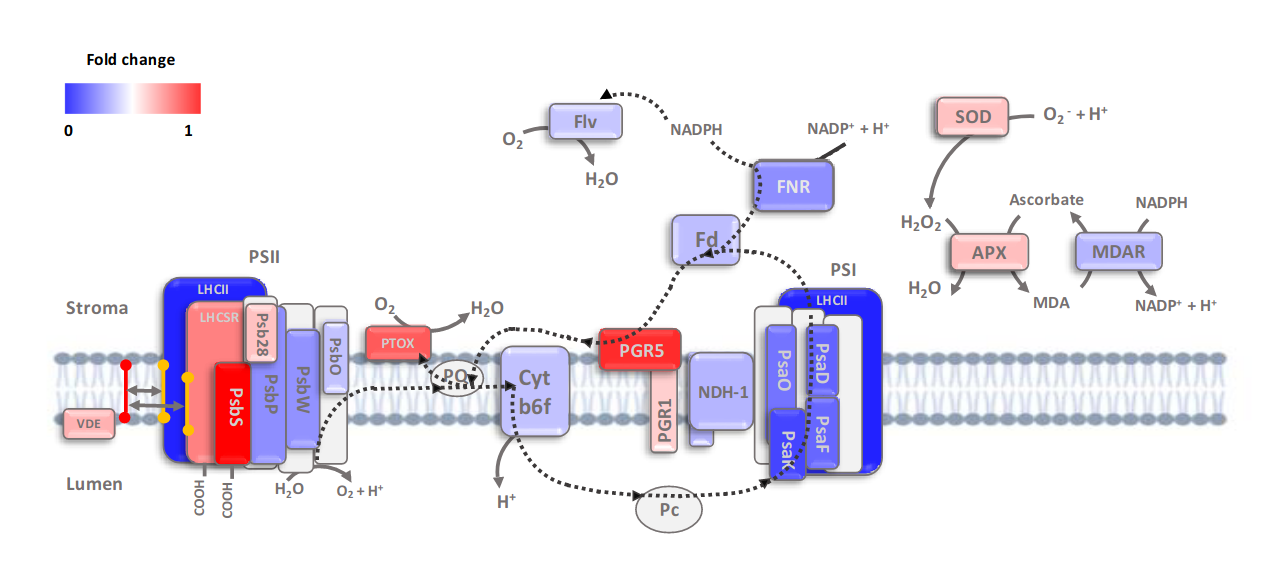 Fold change
0
1
Flv
O2
H2O
NADPH
NADP+ + H+
FNR
Fd
SOD
O2- + H+
H2O2
Ascorbate
NADPH
APX
MDAR
H2O
MDA
NADP+ + H+
PSII
LHCII
LHCSR
Psb28
PsbS
PsbP
PsbW
PsbO
Stroma
VDE
Lumen
COOH
COOH
H2O
O2 + H+
O2
H2O
PTOX
PQ
Cyt
b6f
H+
PGR5
PGR1
NDH-1
Pc
PSI
LHCII
PsaO
PsaD
PsaK
PsaF